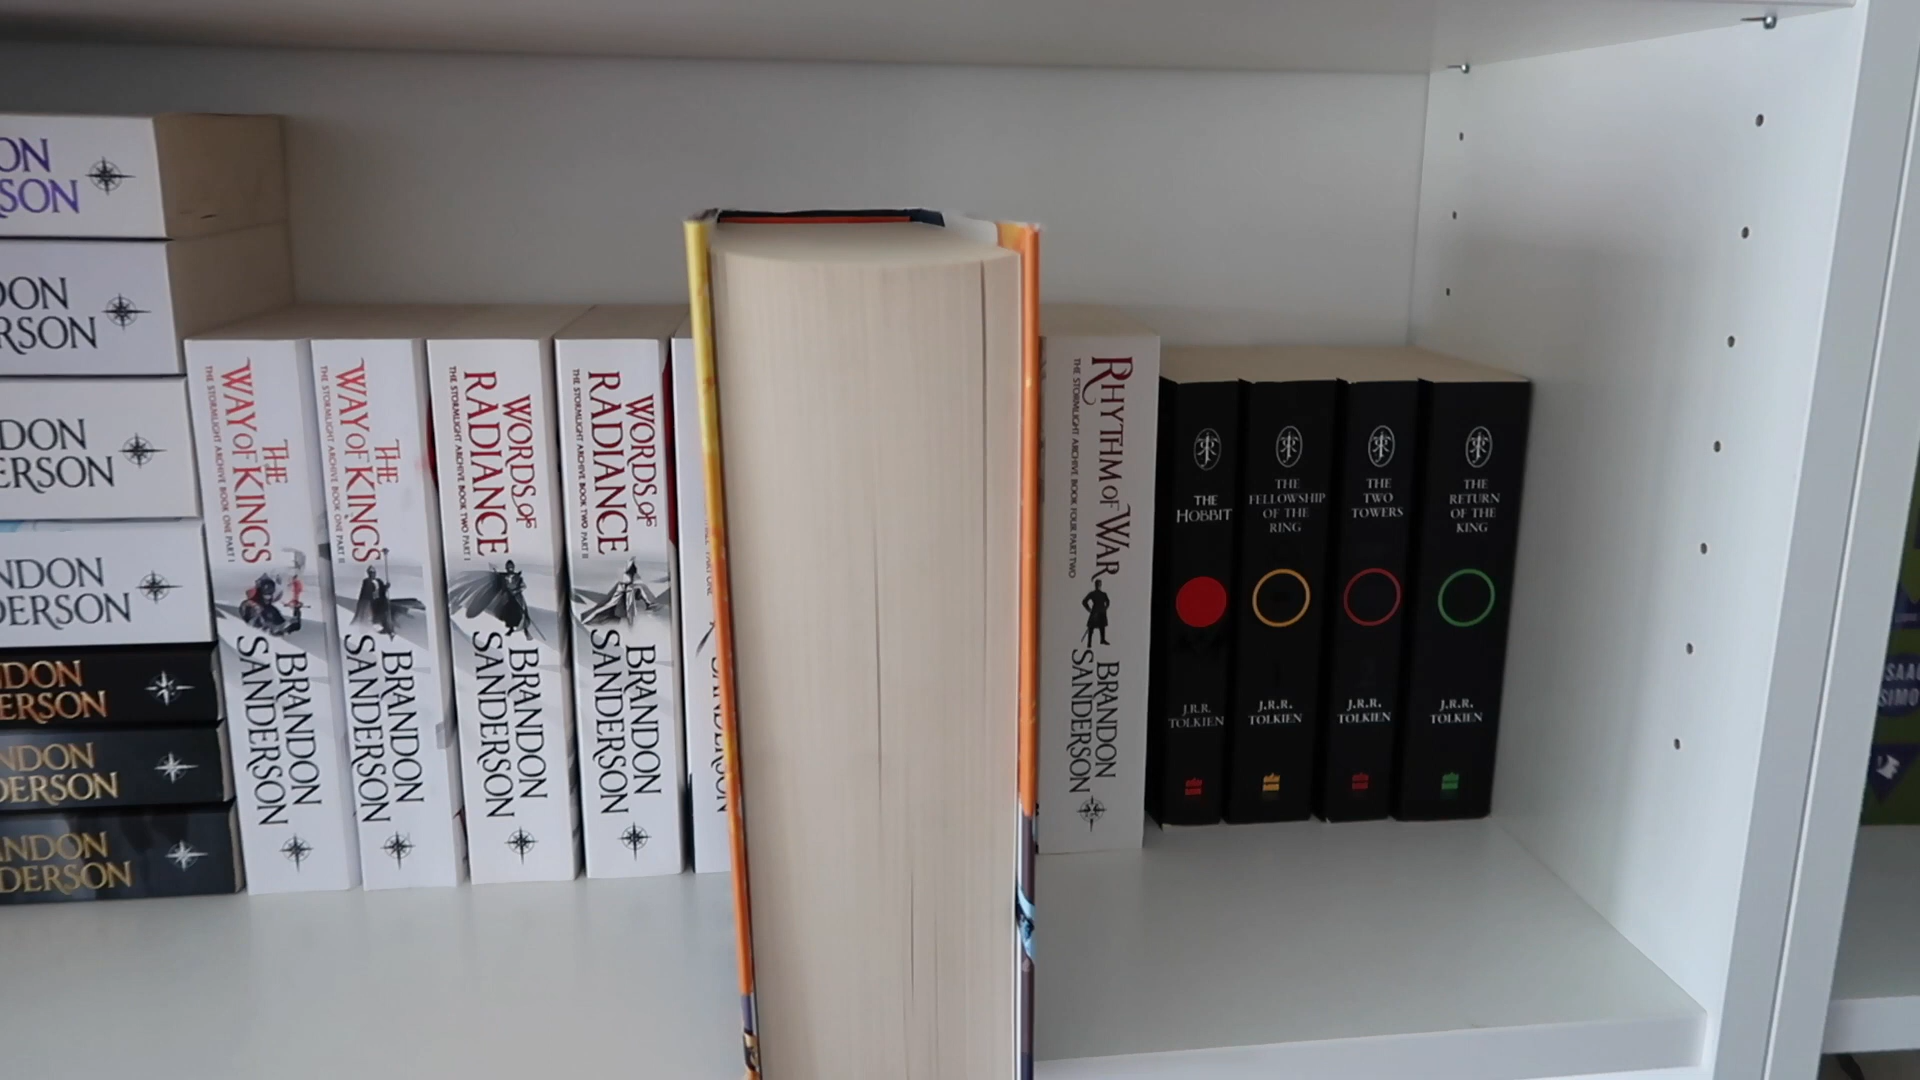 ON
SON
DON
RSON
DON
ERSON
NDON
DERSON
DON
ERSON
NDON
DERSON
ANDON
DERSON
THE
WAY OF KINGS
THE STORMLIGHT ARCHIVE BOOK ONE PART I
BRANDON
SANDERSON
THE
WAY OF KINGS
THE STORMLIGHT ARCHIVE BOOK ONE PART II
BRANDON
SANDERSON
WORDS OF
RADIANCE
THE STORMLIGHT ARCHIVE BOOK TWO PART I
BRANDON
SANDERSON
WORDS OF
RADIANCE
THE STORMLIGHT ARCHIVE BOOK TWO PART II
BRANDON
SANDERSON
SANDERSON
RHYTHM OF WAR
THE STORMLIGHT ARCHIVE BOOK FOUR PART TWO
BRANDON
SANDERSON
THE
HOBBIT
J.R.R.
TOLKIEN
THE
FELLOWSHIP
OF THE
RING
J.R.R.
TOLKIEN
THE
TWO
TOWERS
J.R.R.
TOLKIEN
THE
RETURN
OF THE
KING
J.R.R.
TOLKIEN
SAAC
SIMO